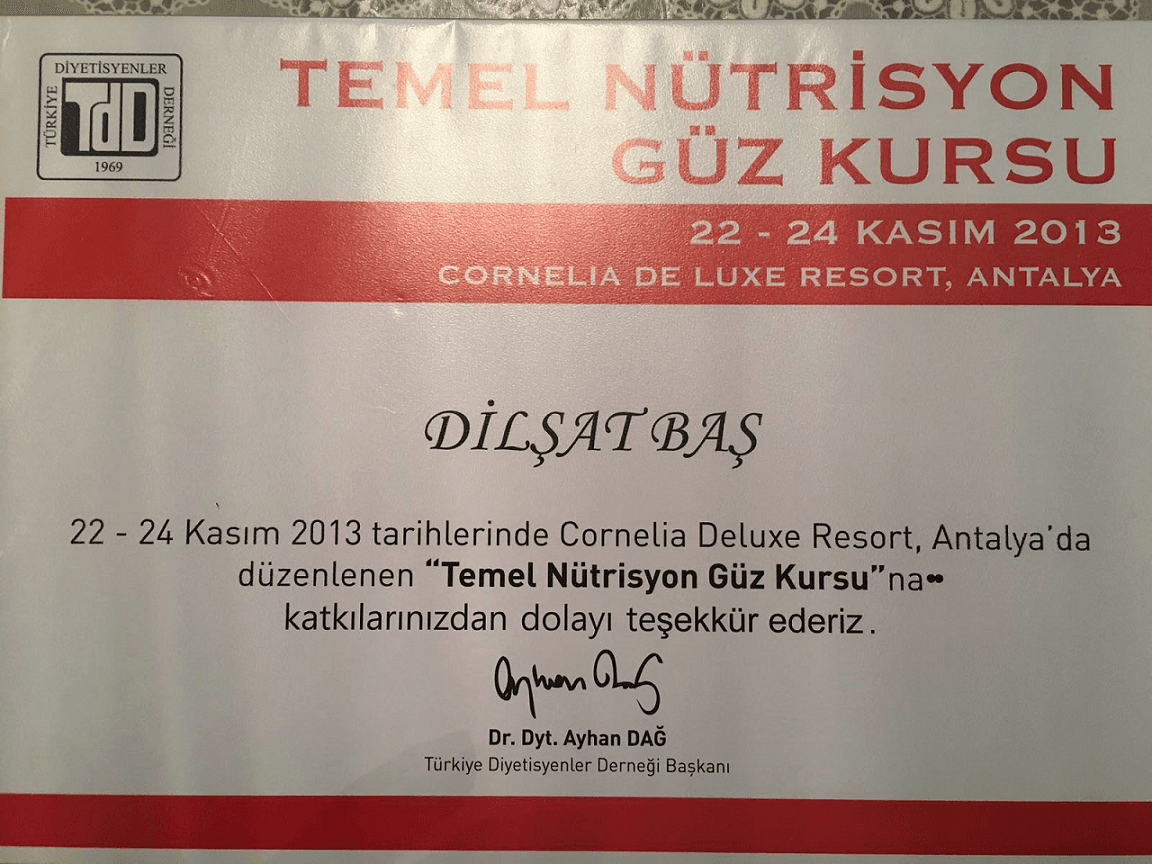 DİYETİSYENLER
TÜRKİYE
TdD
DERNEĞİ
1969
TEMEL NÜTRİSYON
GÜZ KURSU
22 - 24 KASIM 2013
CORNELIA DE LUXE RESORT, ANTALYA
DİLŞAT BAŞ
22 - 24 Kasım 2013 tarihlerinde Cornelia Deluxe Resort, Antalya'da
düzenlenen “Temel Nütrisyon Güz Kursu”na••
katkılarınızdan dolayı teşekkür ederiz.
Ayhan Dağ
Dr. Dyt. Ayhan DAĞ
Türkiye Diyetisyenler Derneği Başkanı